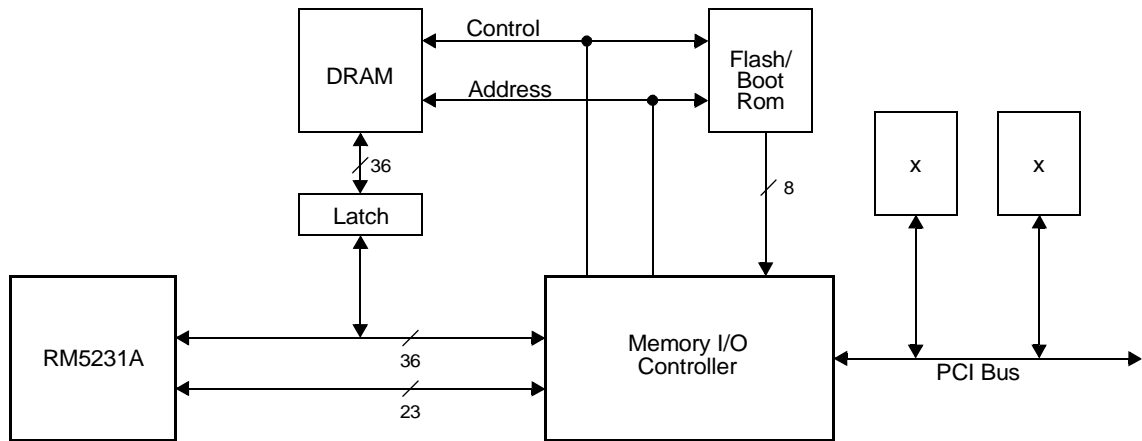 Control
DRAM
Flash/
Boot
Rom
Address
36
x
x
8
Latch
RM5231A
36
23
Memory I/O
Controller
PCI Bus